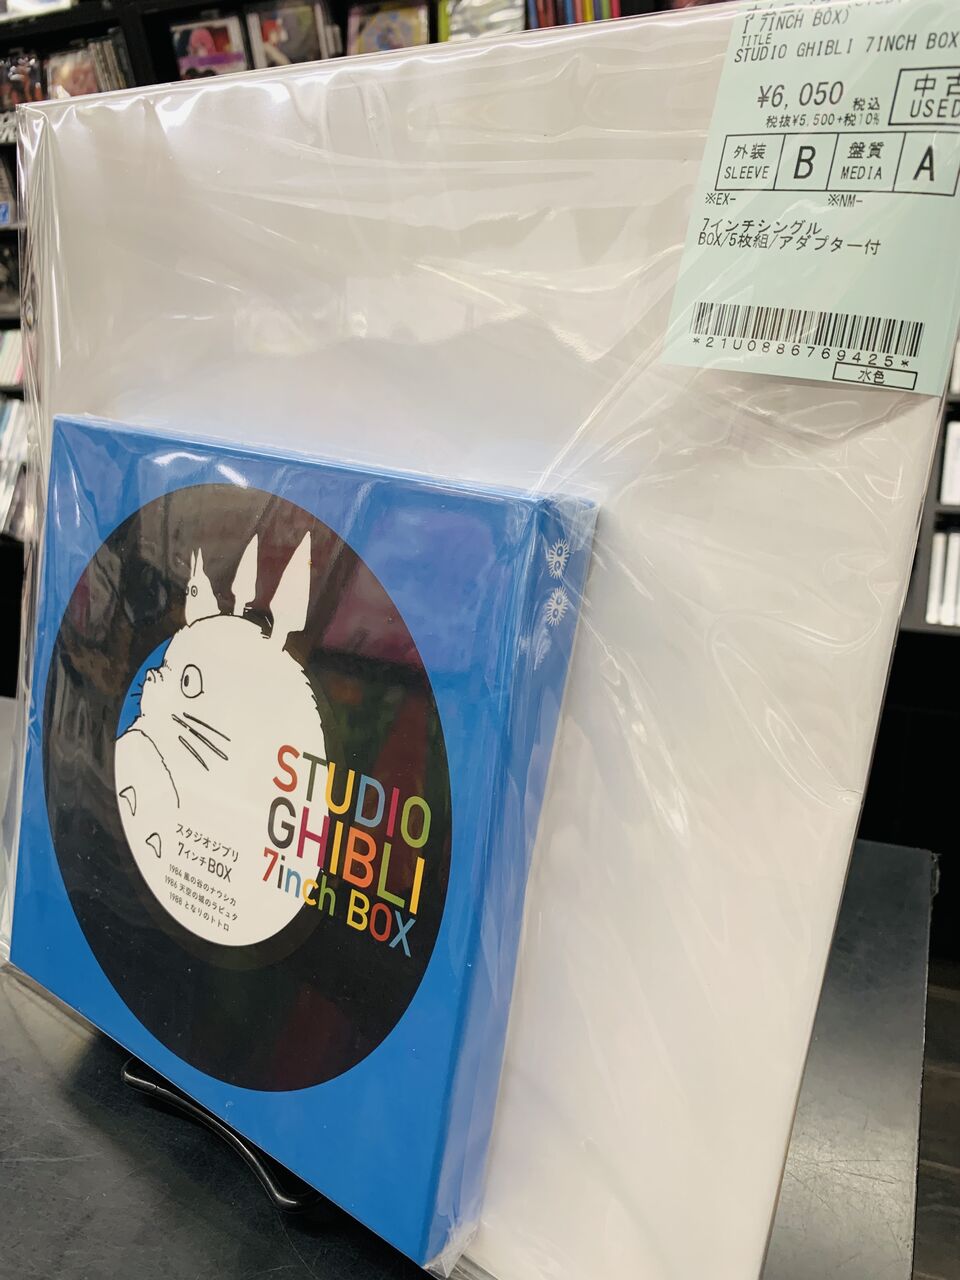 7INCH BOX)
TITLE
STUDIO GHIBLI 7INCH BOX
¥6,050 税込
税抜¥5,500+税10%
中古
USED
外装
SLEEVE
B
盤質
MEDIA
A
※EX-
※NM-
7インチシングル
BOX/5枚組/アダプター付
*21U0886769425*
水色
STUDIO
GHIBLI
7inch BOX
スタジオジブリ
7インチBOX
1984 風の谷のナウシカ
1986 天空の城のラピュタ
1988 となりのトトロ